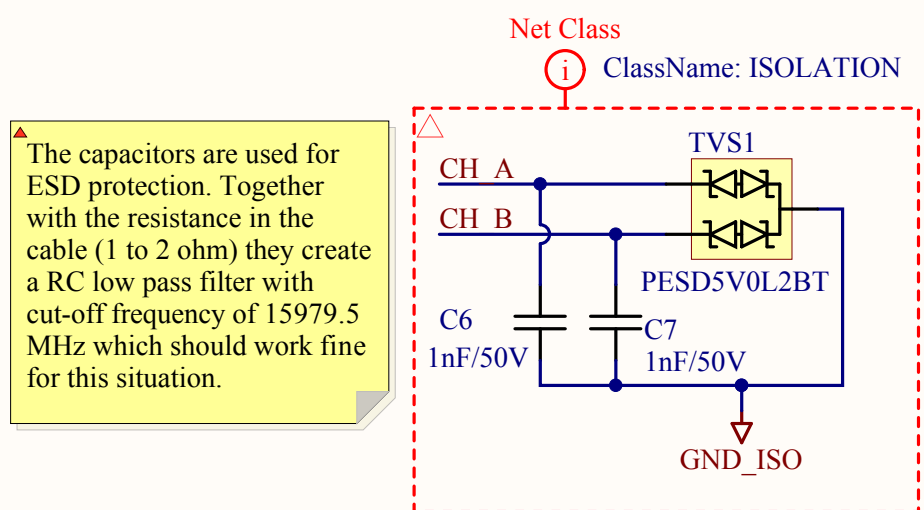 Net Class
i
ClassName: ISOLATION
The capacitors are used for
ESD protection. Together
with the resistance in the
cable (1 to 2 ohm) they create
a RC low pass filter with
cut-off frequency of 15979.5
MHz which should work fine
for this situation.
TVS1
CH_A
CH_B
PESD5V0L2BT
C6
1nF/50V
C7
1nF/50V
GND_ISO